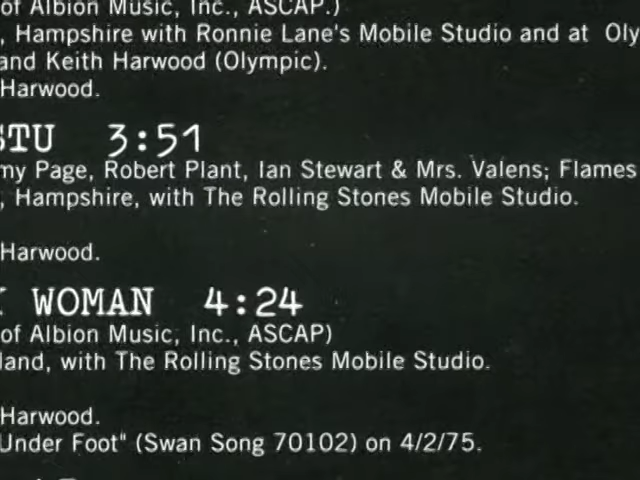 of Albion Music, Inc., ASCAP.)
, Hampshire with Ronnie Lane's Mobile Studio and at Oly
and Keith Harwood (Olympic).
Harwood.
STU 3:51
my Page, Robert Plant, Ian Stewart & Mrs. Valens; Flames
, Hampshire, with The Rolling Stones Mobile Studio.
Harwood.
WOMAN 4:24
of Albion Music, Inc., ASCAP)
land, with The Rolling Stones Mobile Studio.
Harwood.
Under Foot" (Swan Song 70102) on 4/2/75.